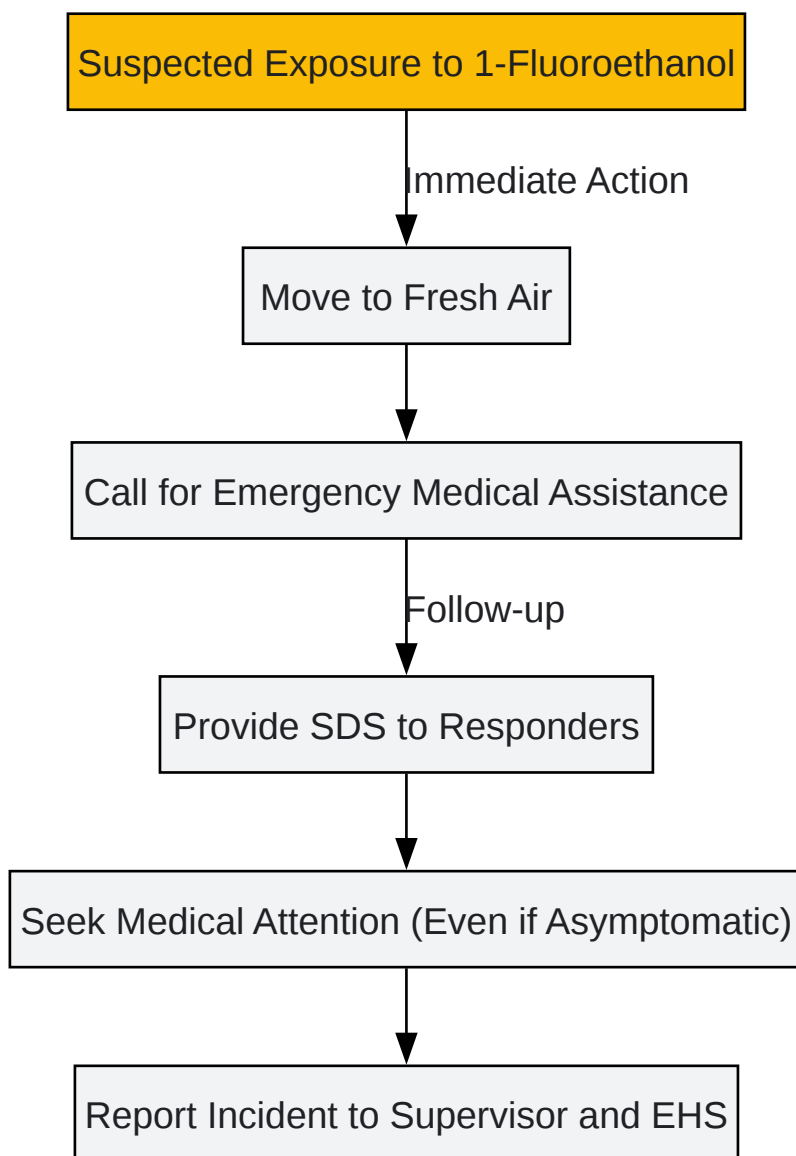 Suspected Exposure to 1-Fluoroethanol
Immediate Action
Move to Fresh Air
Call for Emergency Medical Assistance
Follow-up
Provide SDS to Responders
Seek Medical Attention (Even if Asymptomatic)
Report Incident to Supervisor and EHS